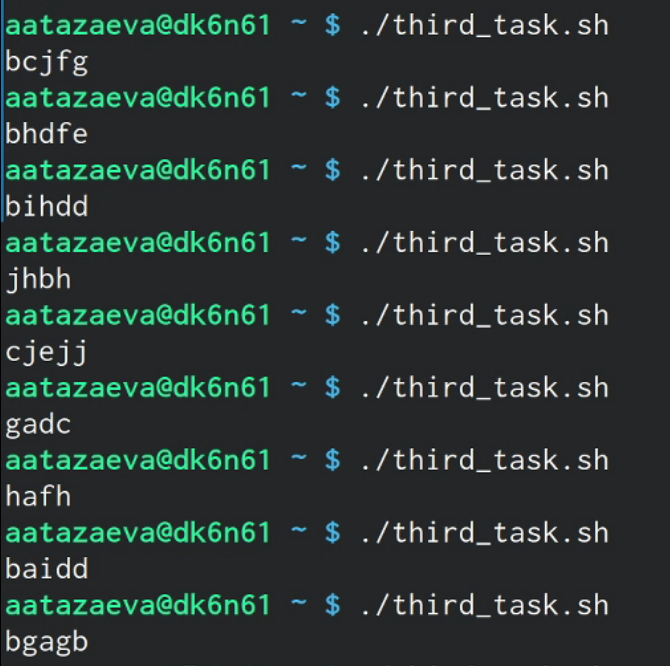 aatazaeva@dk6n61 ~ $ ./third_task.sh
bcjfg
aatazaeva@dk6n61 ~ $ ./third_task.sh
bhdfe
aatazaeva@dk6n61 ~ $ ./third_task.sh
bihdd
aatazaeva@dk6n61 ~ $ ./third_task.sh
jhbh
aatazaeva@dk6n61 ~ $ ./third_task.sh
cjejj
aatazaeva@dk6n61 ~ $ ./third_task.sh
gadc
aatazaeva@dk6n61 ~ $ ./third_task.sh
hafh
aatazaeva@dk6n61 ~ $ ./third_task.sh
baidd
aatazaeva@dk6n61 ~ $ ./third_task.sh
bgagb